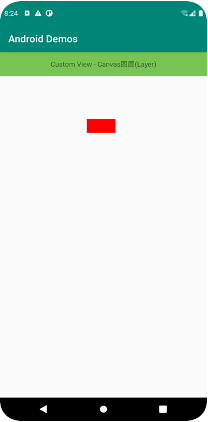 8:24
Android Demos
Custom View - Canvas图层(Layer)